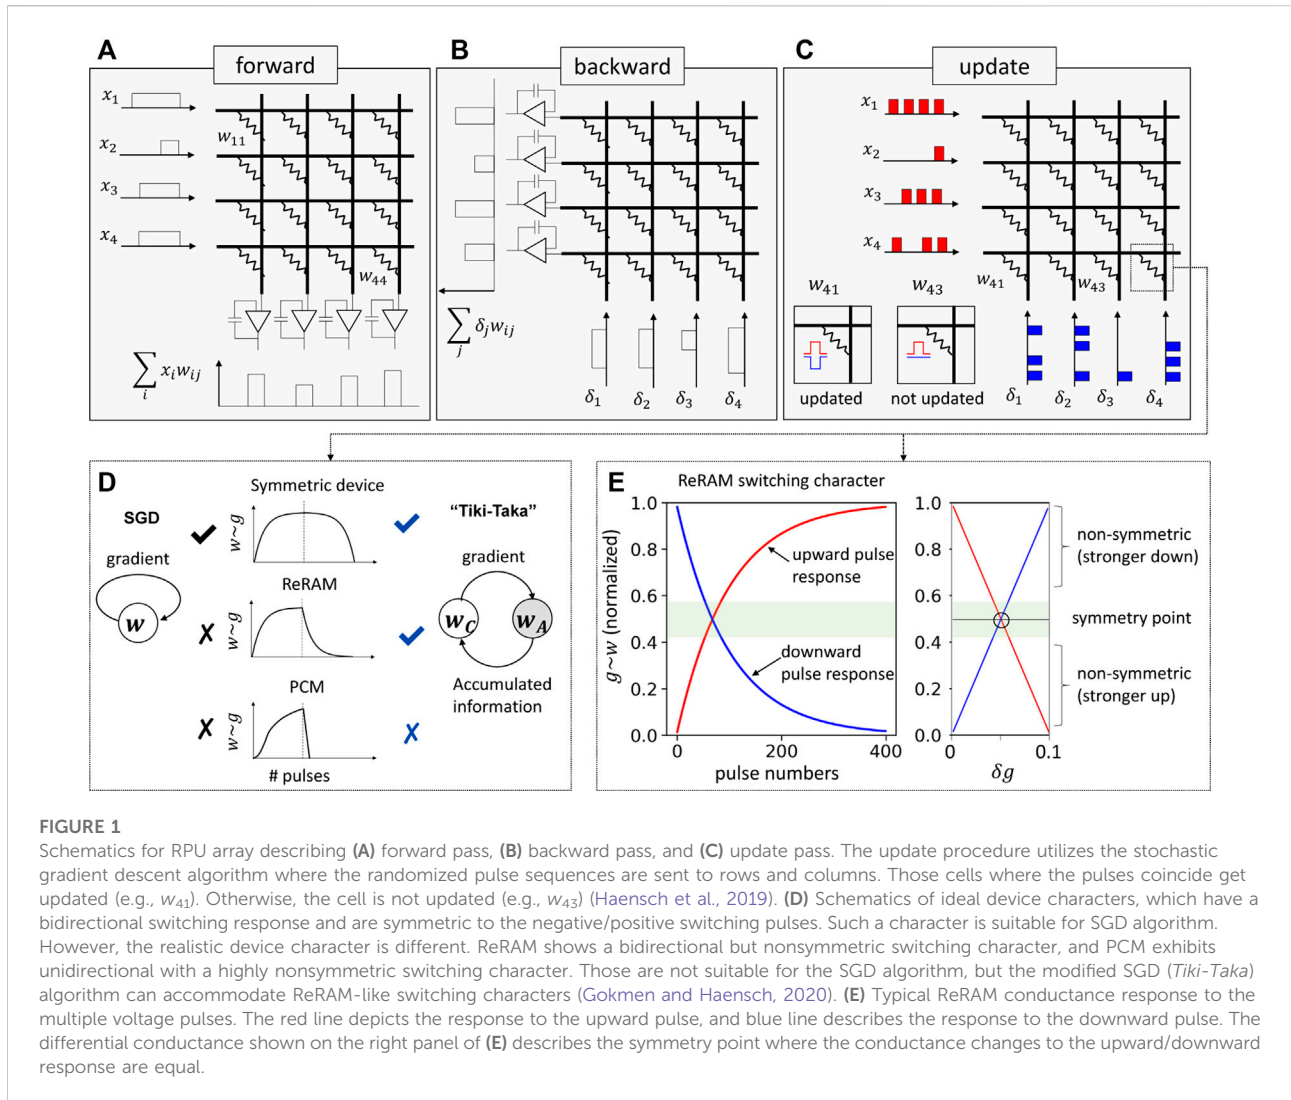 A
forward
x1
x2
x3
x4
w11
w44
∑i xiwij
B
backward
∑j δjwij
δ1
δ2
δ3
δ4
C
update
x1
x2
x3
x4
w41
w43
w41
w43
updated
not updated
δ1
δ2
δ3
δ4
D
SGD
gradient
w
Symmetric device
g~w
ReRAM
g~w
PCM
g~w
# pulses
"Tiki-Taka"
gradient
wC
wA
Accumulated
information
E
ReRAM switching character
g~w (normalized)
1.0
0.8
0.6
0.4
0.2
0.0
0
200
400
pulse numbers
upward pulse
response
downward
pulse response
1.0
0.8
0.6
0.4
0.2
0.0
0
0.1
δg
non-symmetric
(stronger down)
symmetry point
non-symmetric
(stronger up)
FIGURE 1
Schematics for RPU array describing (A) forward pass, (B) backward pass, and (C) update pass. The update procedure utilizes the stochastic
gradient descent algorithm where the randomized pulse sequences are sent to rows and columns. Those cells where the pulses coincide get
updated (e.g., w41). Otherwise, the cell is not updated (e.g., w43) (Haensch et al., 2019). (D) Schematics of ideal device characters, which have a
bidirectional switching response and are symmetric to the negative/positive switching pulses. Such a character is suitable for SGD algorithm.
However, the realistic device character is different. ReRAM shows a bidirectional but nonsymmetric switching character, and PCM exhibits
unidirectional with a highly nonsymmetric switching character. Those are not suitable for the SGD algorithm, but the modified SGD (Tiki-Taka)
algorithm can accommodate ReRAM-like switching characters (Gokmen and Haensch, 2020). (E) Typical ReRAM conductance response to the
multiple voltage pulses. The red line depicts the response to the upward pulse, and blue line describes the response to the downward pulse. The
differential conductance shown on the right panel of (E) describes the symmetry point where the conductance changes to the upward/downward
response are equal.